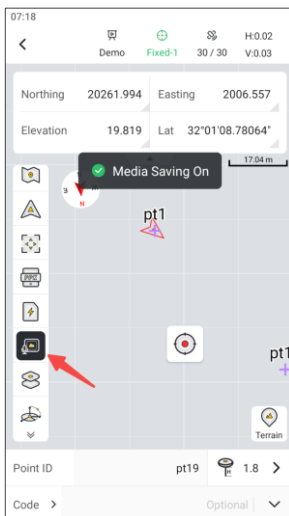 07:18
Demo Fixed-1 30 / 30 H:0.02 V:0.03
Northing 20261.994 Easting 2006.557
Elevation 19.819 Lat 32°01'08.78064"
Media Saving On
17.04 m
N
pt1
pt1
Terrain
Point ID pt19 1.8
Code Optional